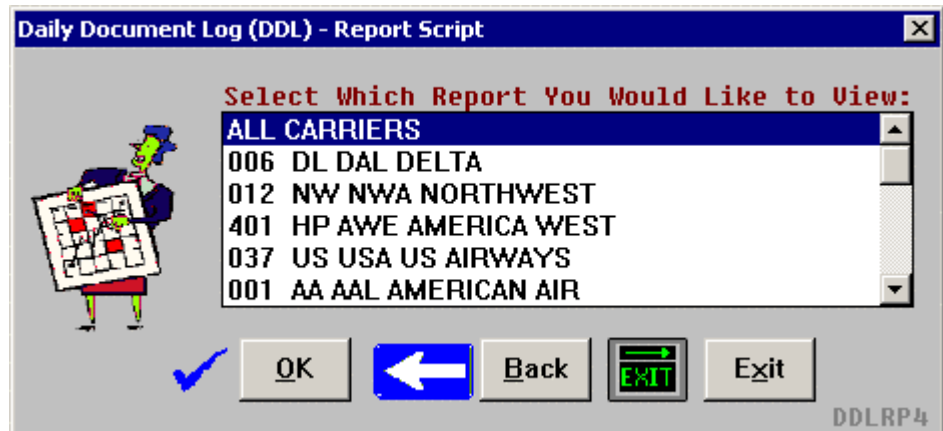 Daily Document Log (DDL) - Report Script
Select Which Report You Would Like to View:
ALL CARRIERS
006 DL DAL DELTA
012 NW NWA NORTHWEST
401 HP AWE AMERICA WEST
037 US USA US AIRWAYS
001 AA AAL AMERICAN AIR
OK Back EXIT Exit
DDLRP4